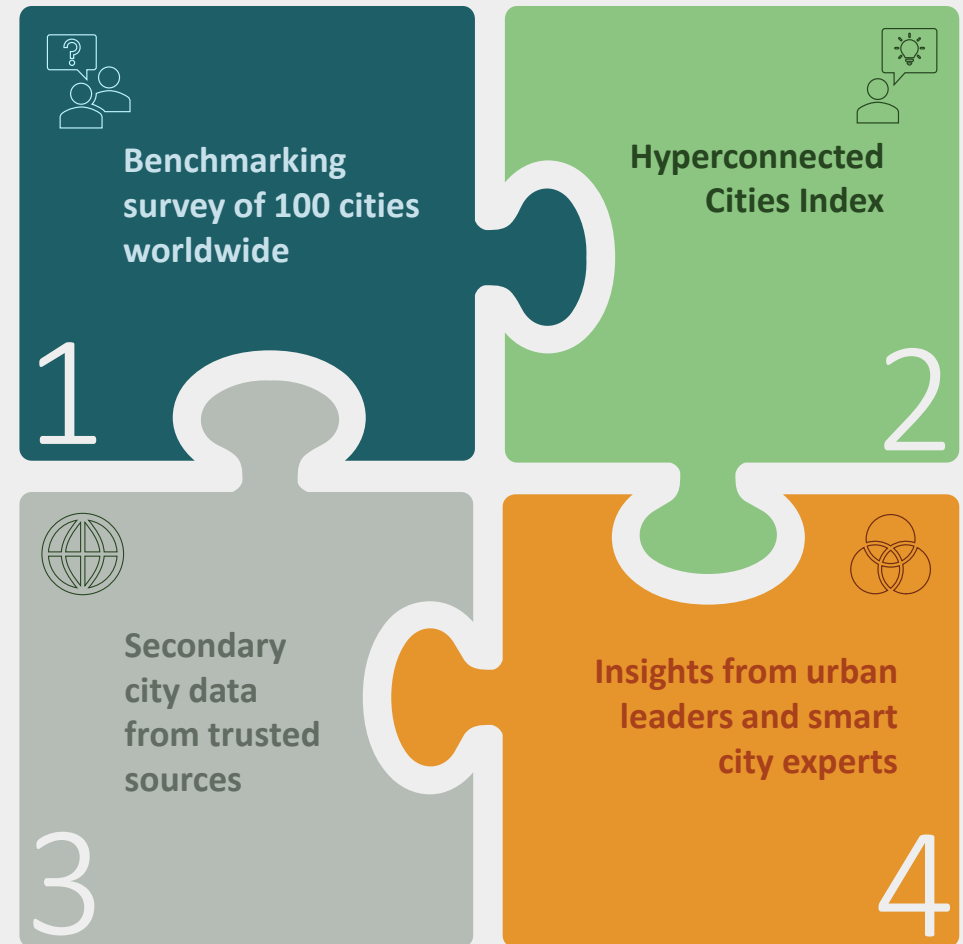 ?
Benchmarking
survey of 100 cities
worldwide
1
Hyperconnected
Cities Index
2
Secondary
city data
from trusted
sources
3
Insights from urban
leaders and smart
city experts
4